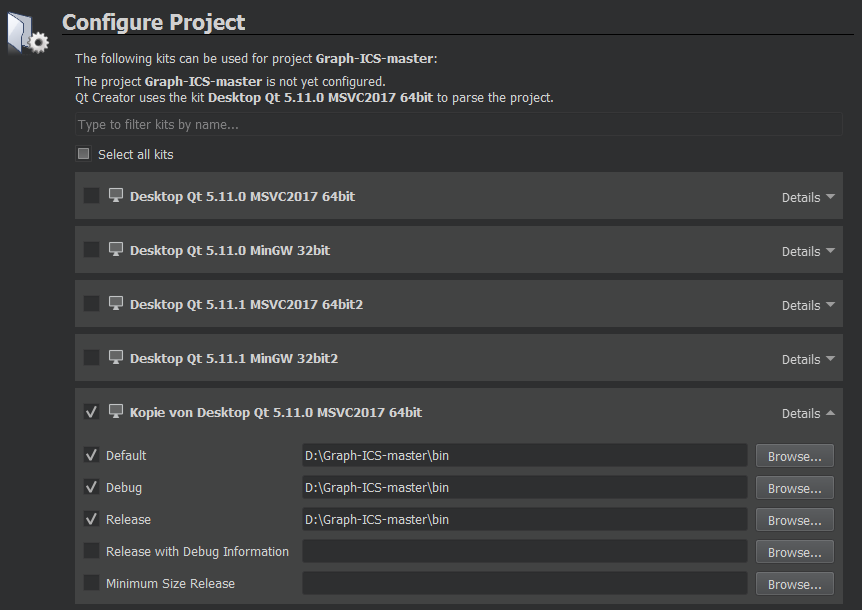 Configure Project
The following kits can be used for project Graph-ICS-master:
The project Graph-ICS-master is not yet configured.
Qt Creator uses the kit Desktop Qt 5.11.0 MSVC2017 64bit to parse the project.
Type to filter kits by name...
Select all kits
Desktop Qt 5.11.0 MSVC2017 64bit Details
Desktop Qt 5.11.0 MinGW 32bit Details
Desktop Qt 5.11.1 MSVC2017 64bit2 Details
Desktop Qt 5.11.1 MinGW 32bit2 Details
Kopie von Desktop Qt 5.11.0 MSVC2017 64bit Details
Default D:\Graph-ICS-master\bin Browse...
Debug D:\Graph-ICS-master\bin Browse...
Release D:\Graph-ICS-master\bin Browse...
Release with Debug Information Browse...
Minimum Size Release Browse...